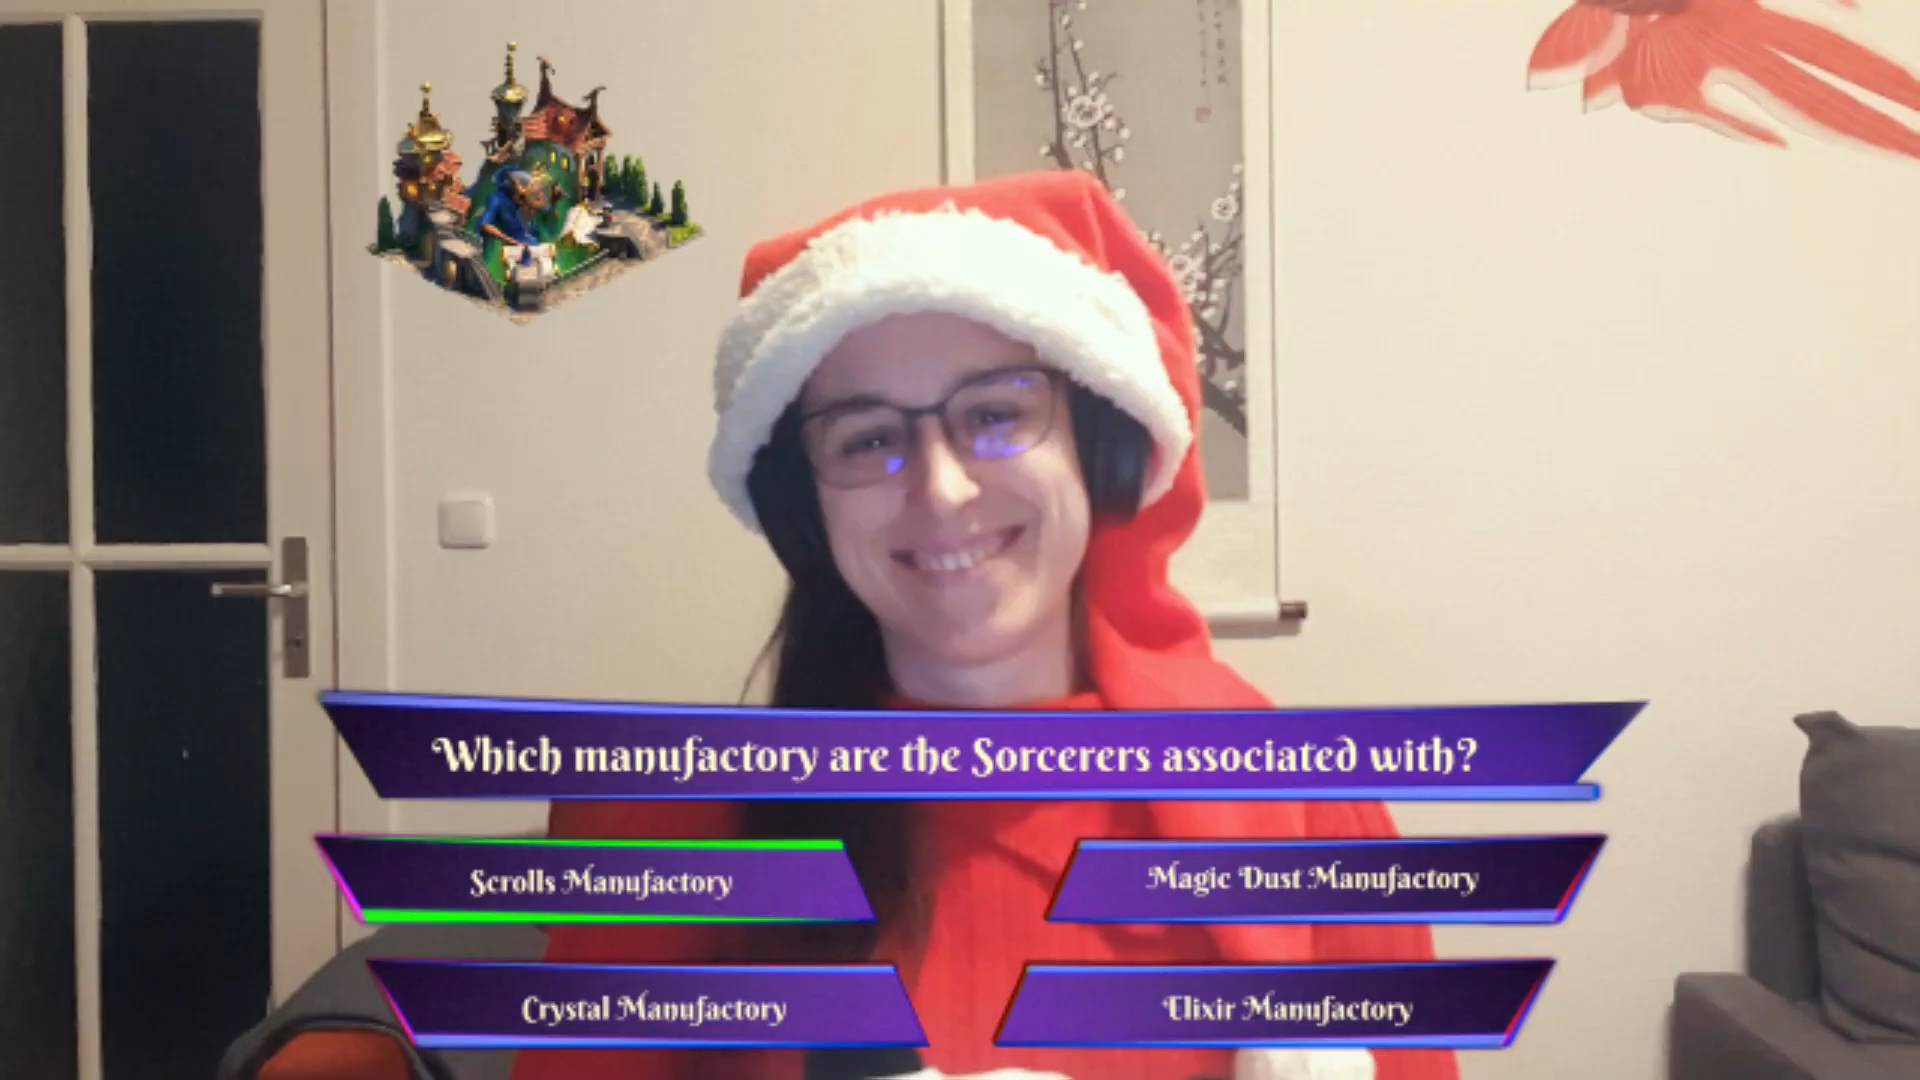 Which manufactory are the Sorcerers associated with?
Scrolls Manufactory
Magic Dust Manufactory
Crystal Manufactory
Elixir Manufactory